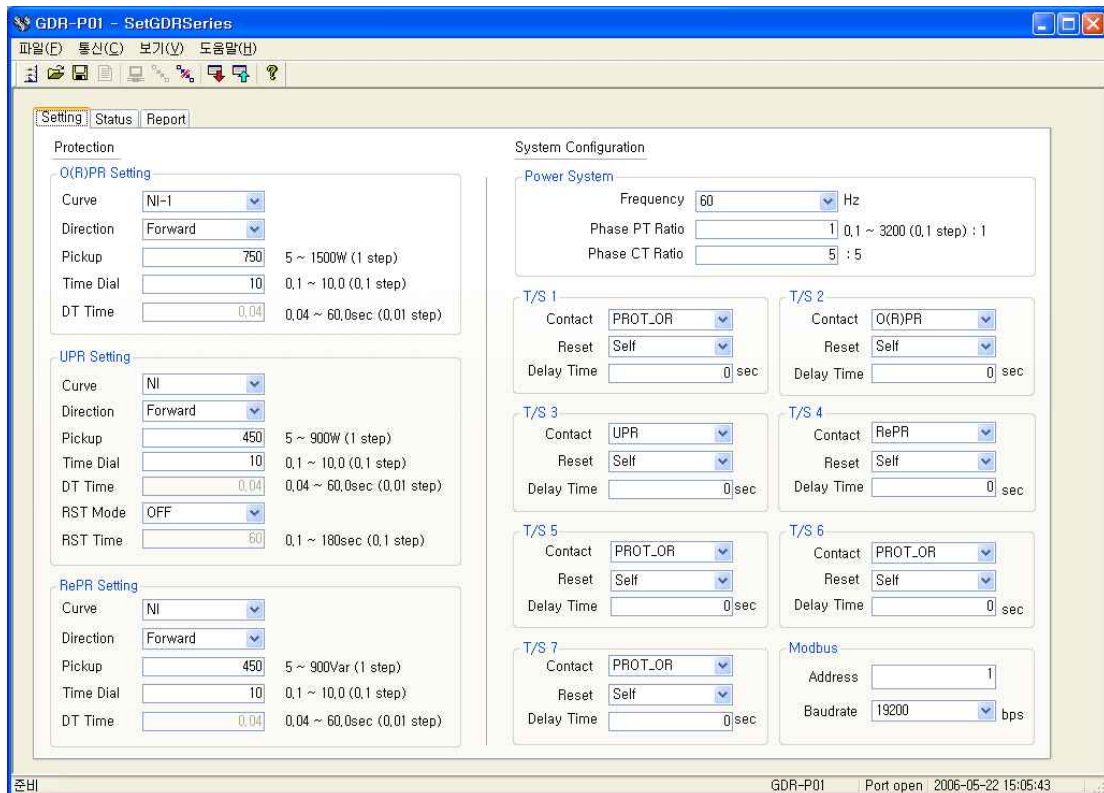 GDR-P01 - SetGDRSeries
파일(F) 통신(C) 보기(V) 도움말(H)
Setting Status Report
Protection
O(R)PR Setting
Curve NI-1
Direction Forward
Pickup 750 5 ~ 1500W (1 step)
Time Dial 10 0,1 ~ 10,0 (0,1 step)
DT Time 0,04 0,04 ~ 60,0sec (0,01 step)
UPR Setting
Curve NI
Direction Forward
Pickup 450 5 ~ 900W (1 step)
Time Dial 10 0,1 ~ 10,0 (0,1 step)
DT Time 0,04 0,04 ~ 60,0sec (0,01 step)
RST Mode OFF
RST Time 60 0,1 ~ 180sec (0,1 step)
RePR Setting
Curve NI
Direction Forward
Pickup 450 5 ~ 900Var (1 step)
Time Dial 10 0,1 ~ 10,0 (0,1 step)
DT Time 0,04 0,04 ~ 60,0sec (0,01 step)
System Configuration
Power System
Frequency 60 Hz
Phase PT Ratio 1 0,1 ~ 3200 (0,1 step) : 1
Phase CT Ratio 5 : 5
T/S 1
Contact PROT_OR
Reset Self
Delay Time 0 sec
T/S 2
Contact O(R)PR
Reset Self
Delay Time 0 sec
T/S 3
Contact UPR
Reset Self
Delay Time 0 sec
T/S 4
Contact RePR
Reset Self
Delay Time 0 sec
T/S 5
Contact PROT_OR
Reset Self
Delay Time 0 sec
T/S 6
Contact PROT_OR
Reset Self
Delay Time 0 sec
T/S 7
Contact PROT_OR
Reset Self
Delay Time 0 sec
Modbus
Address 1
Baudrate 19200 bps
준비 GDR-P01 Port open 2006-05-22 15:05:43